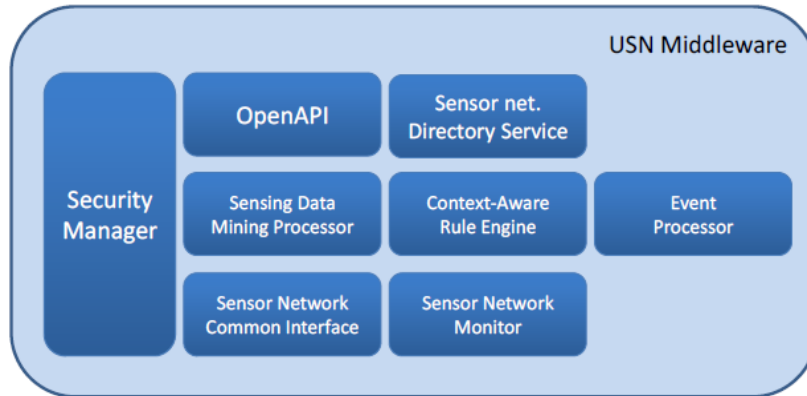 USN Middleware
OpenAPI
Sensor net.
Directory Service
Security
Manager
Sensing Data
Mining Processor
Context-Aware
Rule Engine
Event
Processor
Sensor Network
Common Interface
Sensor Network
Monitor